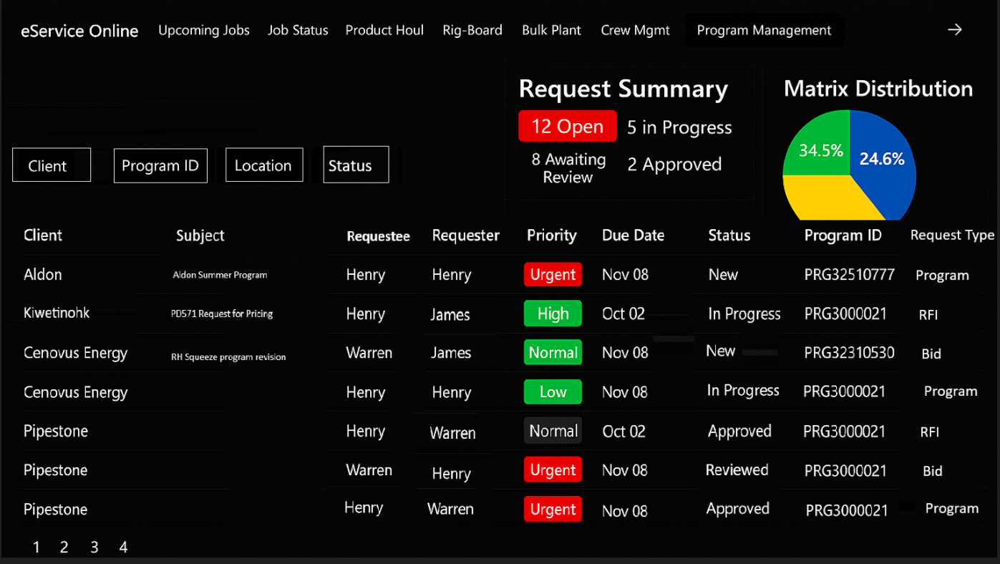 eService Online Upcoming Jobs Job Status Product Houl Rig-Board Bulk Plant Crew Mgmt Program Management →
Request Summary
12 Open 5 in Progress
8 Awaiting Review 2 Approved
Matrix Distribution
34.5% 24.6%
Client Program ID Location Status
Client Subject Requestee Requester Priority Due Date Status Program ID Request Type
Aldon Aldon Summer Program Henry Henry Urgent Nov 08 New PRG32510777 Program
Kiwetinohk PD571 Request for Pricing Henry James High Oct 02 In Progress PRG3000021 RFI
Cenovus Energy RH Squeeze program revision Warren James Normal Nov 08 New PRG32310530 Bid
Cenovus Energy Henry Henry Low Nov 08 In Progress PRG3000021 Program
Pipestone Henry Warren Normal Oct 02 Approved PRG3000021 RFI
Pipestone Warren Henry Urgent Nov 08 Reviewed PRG3000021 Bid
Pipestone Henry Warren Urgent Nov 08 Approved PRG3000021 Program
1 2 3 4